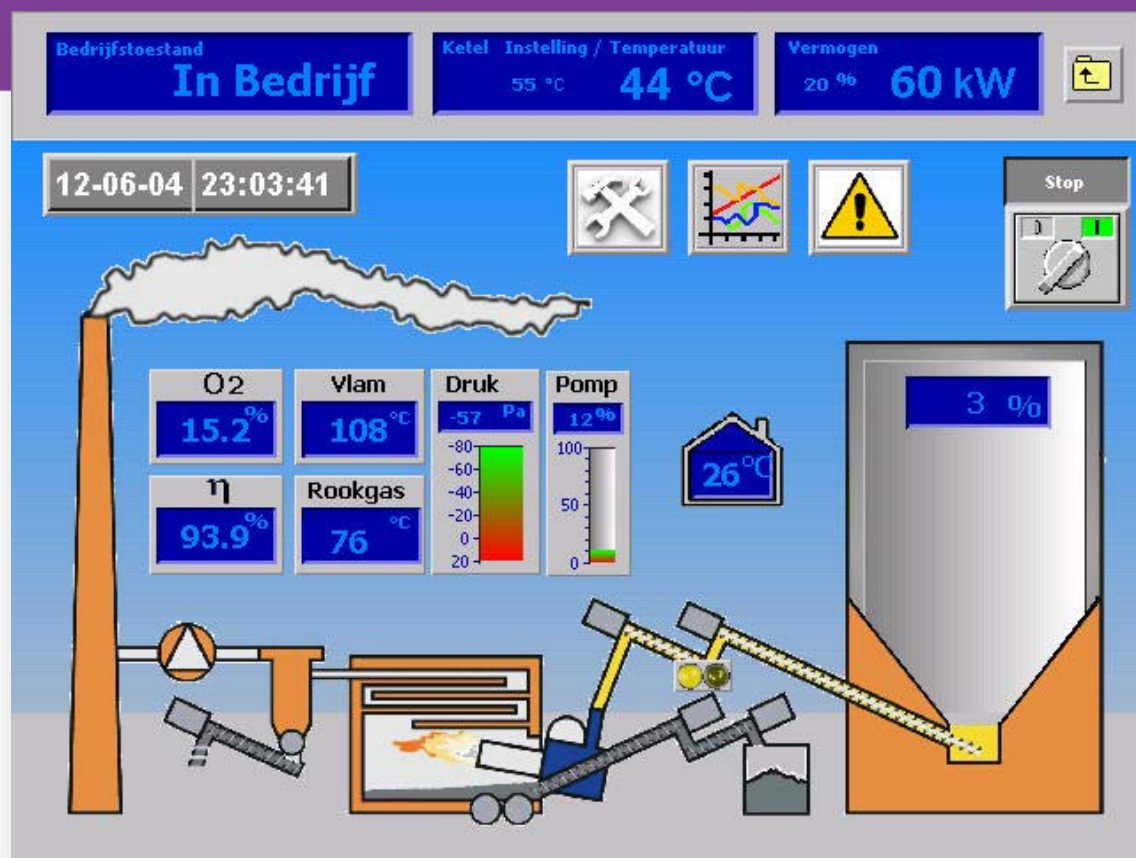 Bedrijfstoestand
In Bedrijf
Ketel Instelling / Temperatuur
55 °C 44 °C
Vermogen
20 % 60 kW
12-06-04 23:03:41
Stop
0 I
O2
15.2 %
Vlam
108 °C
Druk
-57 Pa
-80
-60
-40
-20
0
20
Pomp
12 %
100
50
0
η
93.9 %
Rookgas
76 °C
26 °C
3 %